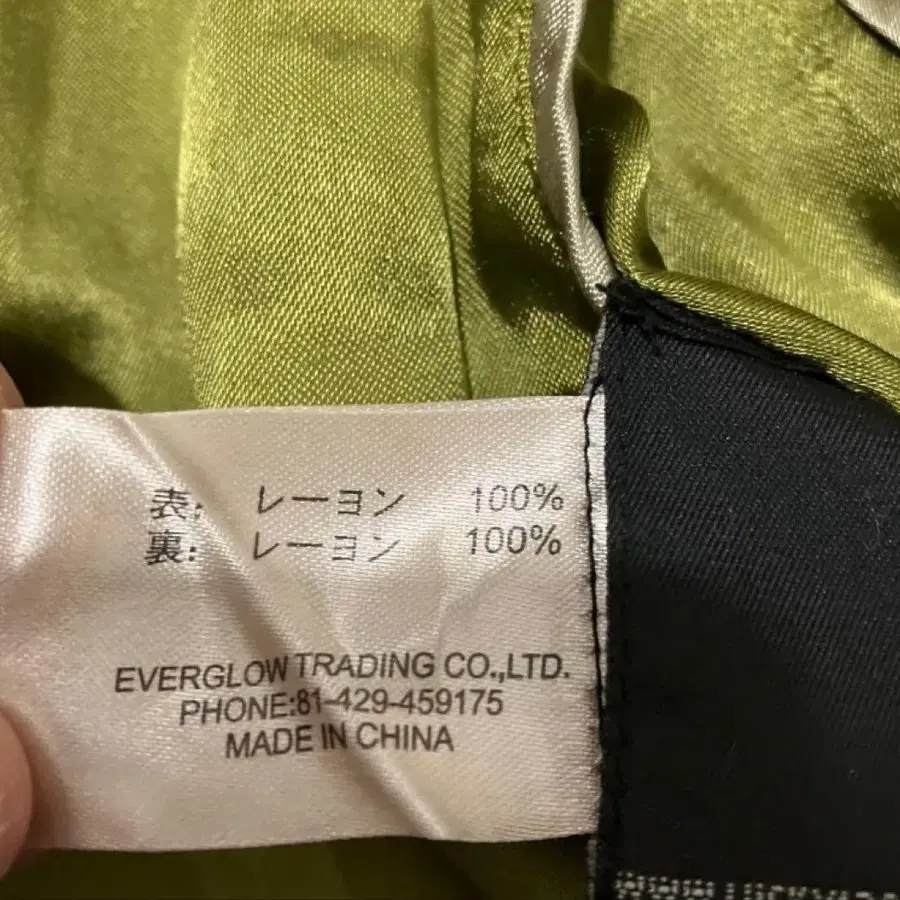 表: レーヨン 100%
裏: レーヨン 100%
EVERGLOW TRADING CO.,LTD.
PHONE:81-429-459175
MADE IN CHINA